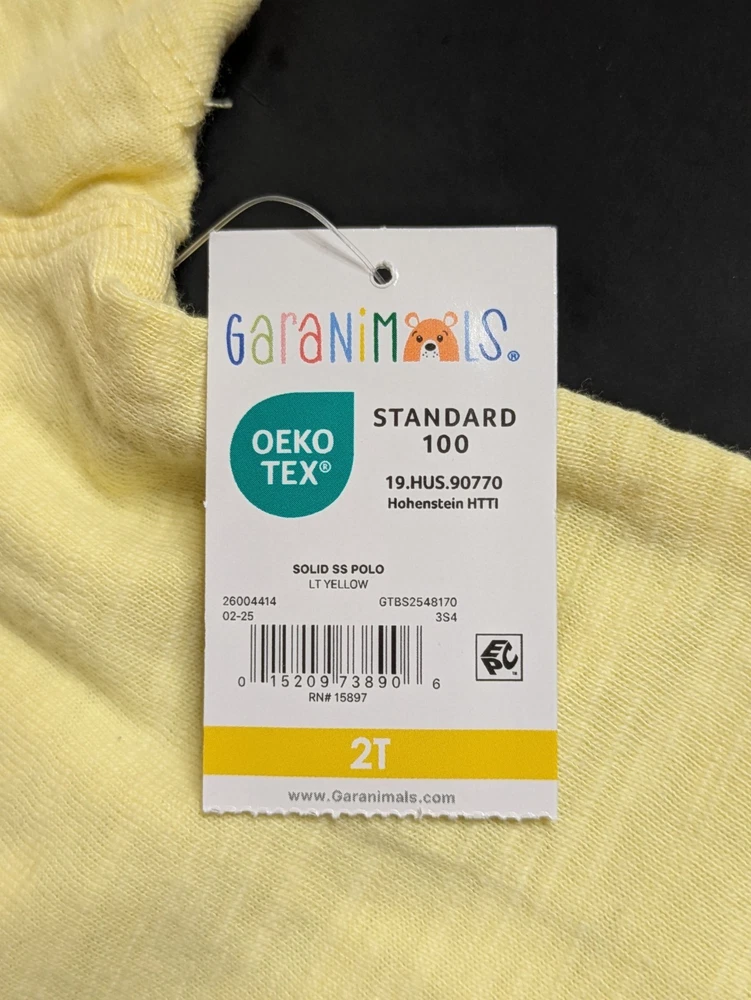 GaRaNiMALS®
OEKO
TEX®
STANDARD
100
19.HUS.90770
Hohenstein HTTI
SOLID SS POLO
LT YELLOW
26004414 GTBS2548170
02-25 3S4
0 15209 73890 6
RN# 15897
EPC™
2T
www.Garanimals.com